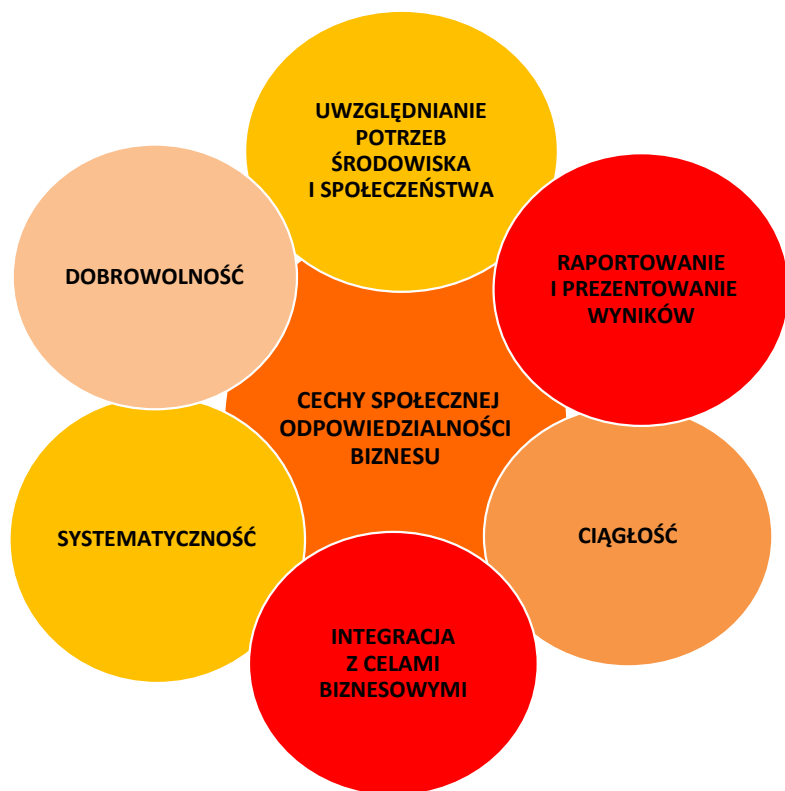 UWZGLĘDNIANIE
POTRZEB
ŚRODOWISKA
I SPOŁECZEŃSTWA
RAPORTOWANIE
I PREZENTOWANIE
WYNIKÓW
CIĄGŁOŚĆ
INTEGRACJA
Z CELAMI
BIZNESOWYMI
SYSTEMATYCZNOŚĆ
DOBROWOLNOŚĆ
CECHY SPOŁECZNEJ
ODPOWIEDZIALNOŚCI
BIZNESU